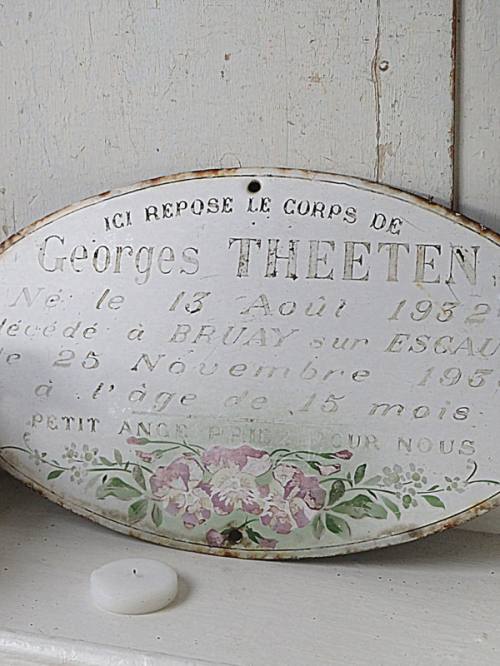 ICI REPOSE LE CORPS DE
Georges THEETEN
Né le 13 Août 1932
décédé à BRUAY sur ESCAU
le 25 Novembre 193
à l'âge de 15 mois
PETIT ANGE PRIEZ POUR NOUS